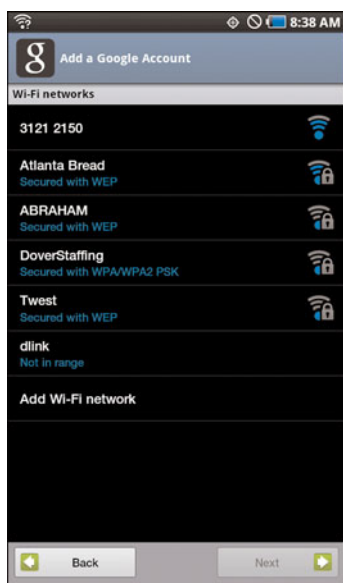 8:38 AM
g Add a Google Account
Wi-Fi networks
3121 2150
Atlanta Bread
Secured with WEP
ABRAHAM
Secured with WEP
DoverStaffing
Secured with WPA/WPA2 PSK
Twest
Secured with WEP
dlink
Not in range
Add Wi-Fi network
Back Next